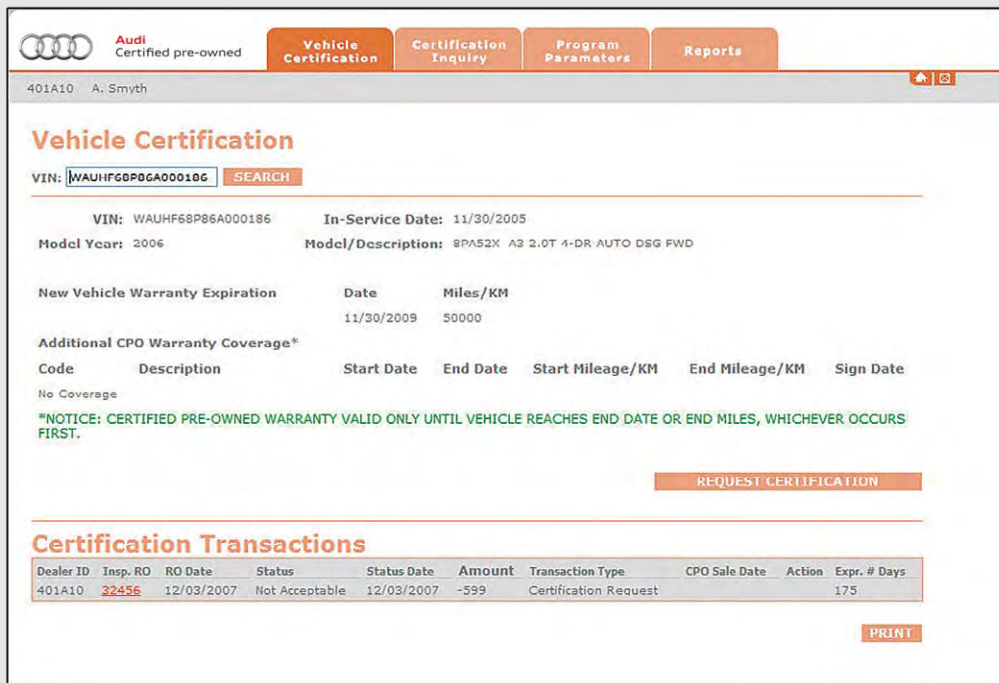 Audi
Certified pre-owned
Vehicle Certification
Certification Inquiry
Program Parameters
Reports
401A10 A. Smyth
Vehicle Certification
VIN: WAUHF68P86A000186 SEARCH
VIN: WAUHF68P86A000186 In-Service Date: 11/30/2005
Model Year: 2006 Model/Description: 8PA52X A3 2.0T 4-DR AUTO DSG FWD
New Vehicle Warranty Expiration Date Miles/KM
11/30/2009 50000
Additional CPO Warranty Coverage*
Code Description Start Date End Date Start Mileage/KM End Mileage/KM Sign Date
No Coverage
*NOTICE: CERTIFIED PRE-OWNED WARRANTY VALID ONLY UNTIL VEHICLE REACHES END DATE OR END MILES, WHICHEVER OCCURS
FIRST.
REQUEST CERTIFICATION
Certification Transactions
Dealer ID Insp. RO RO Date Status Status Date Amount Transaction Type CPO Sale Date Action Expr. # Days
401A10 32456 12/03/2007 Not Acceptable 12/03/2007 -599 Certification Request 175
PRINT